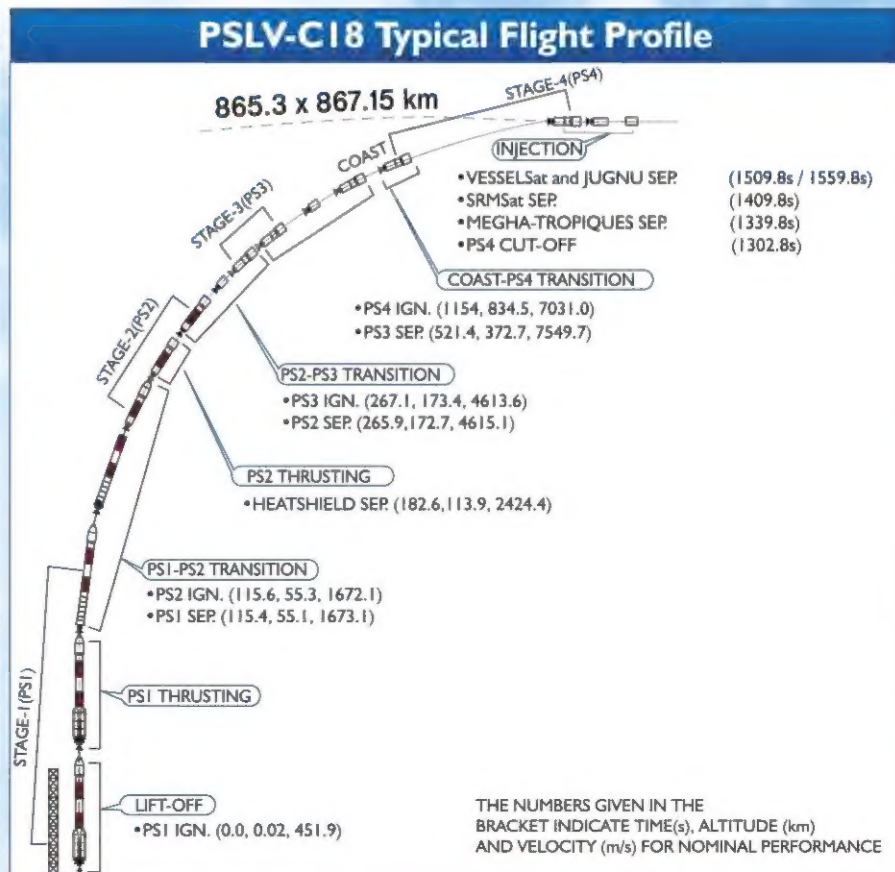 PSLV-C18 Typical Flight Profile
865.3 x 867.15 km
STAGE-4(PS4)
INJECTION
•VESSELSat and JUGNU SEP. (1509.8s / 1559.8s)
•SRMSat SEP. (1409.8s)
•MEGHA-TROPIQUES SEP. (1339.8s)
•PS4 CUT-OFF (1302.8s)
COAST
STAGE-3(PS3)
COAST-PS4 TRANSITION
•PS4 IGN. (1154, 834.5, 7031.0)
•PS3 SEP. (521.4, 372.7, 7549.7)
STAGE-2(PS2)
PS2-PS3 TRANSITION
•PS3 IGN. (267.1, 173.4, 4613.6)
•PS2 SEP. (265.9,172.7, 4615.1)
PS2 THRUSTING
•HEATSHIELD SEP. (182.6,113.9, 2424.4)
PS1-PS2 TRANSITION
•PS2 IGN. (115.6, 55.3, 1672.1)
•PS1 SEP. (115.4, 55.1, 1673.1)
STAGE-1(PS1)
PS1 THRUSTING
LIFT-OFF
•PS1 IGN. (0.0, 0.02, 451.9)
THE NUMBERS GIVEN IN THE
BRACKET INDICATE TIME(s), ALTITUDE (km)
AND VELOCITY (m/s) FOR NOMINAL PERFORMANCE